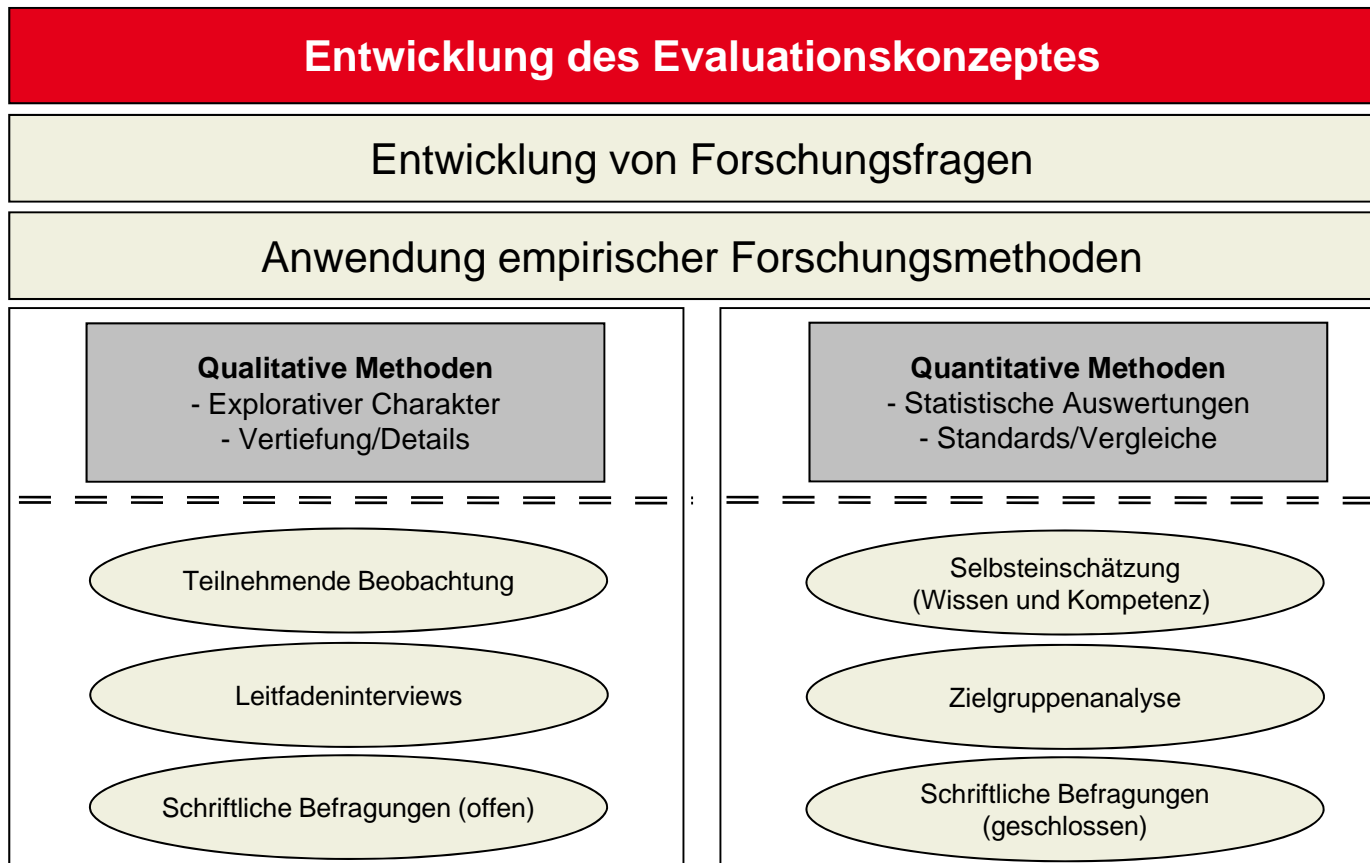 Entwicklung des Evaluationskonzeptes
Entwicklung von Forschungsfragen
Anwendung empirischer Forschungsmethoden
Qualitative Methoden
- Explorativer Charakter
- Vertiefung/Details
Teilnehmende Beobachtung
Leitfadeninterviews
Schriftliche Befragungen (offen)
Quantitative Methoden
- Statistische Auswertungen
- Standards/Vergleiche
Selbsteinschätzung
(Wissen und Kompetenz)
Zielgruppenanalyse
Schriftliche Befragungen
(geschlossen)